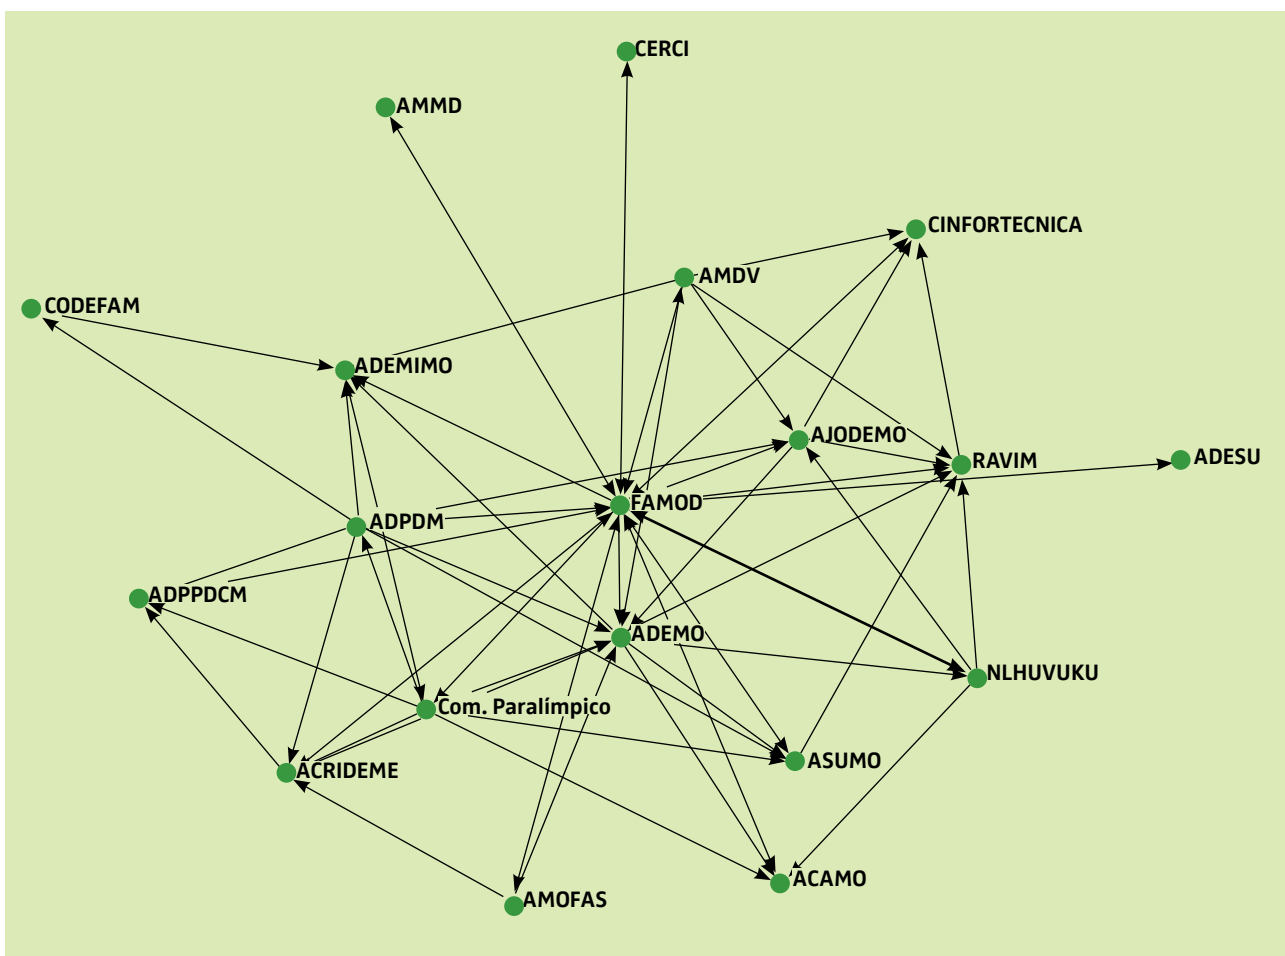 CERCI
AMMD
CINFORTECNICA
AMDV
CODEFAM
ADEMIMO
AJODEMO
RAVIM
ADESU
FAMOD
ADPDM
ADPPDCM
ADEMO
NLHUVUKU
Com. Paralímpico
ASUMO
ACRIDEME
ACAMO
AMOFAS